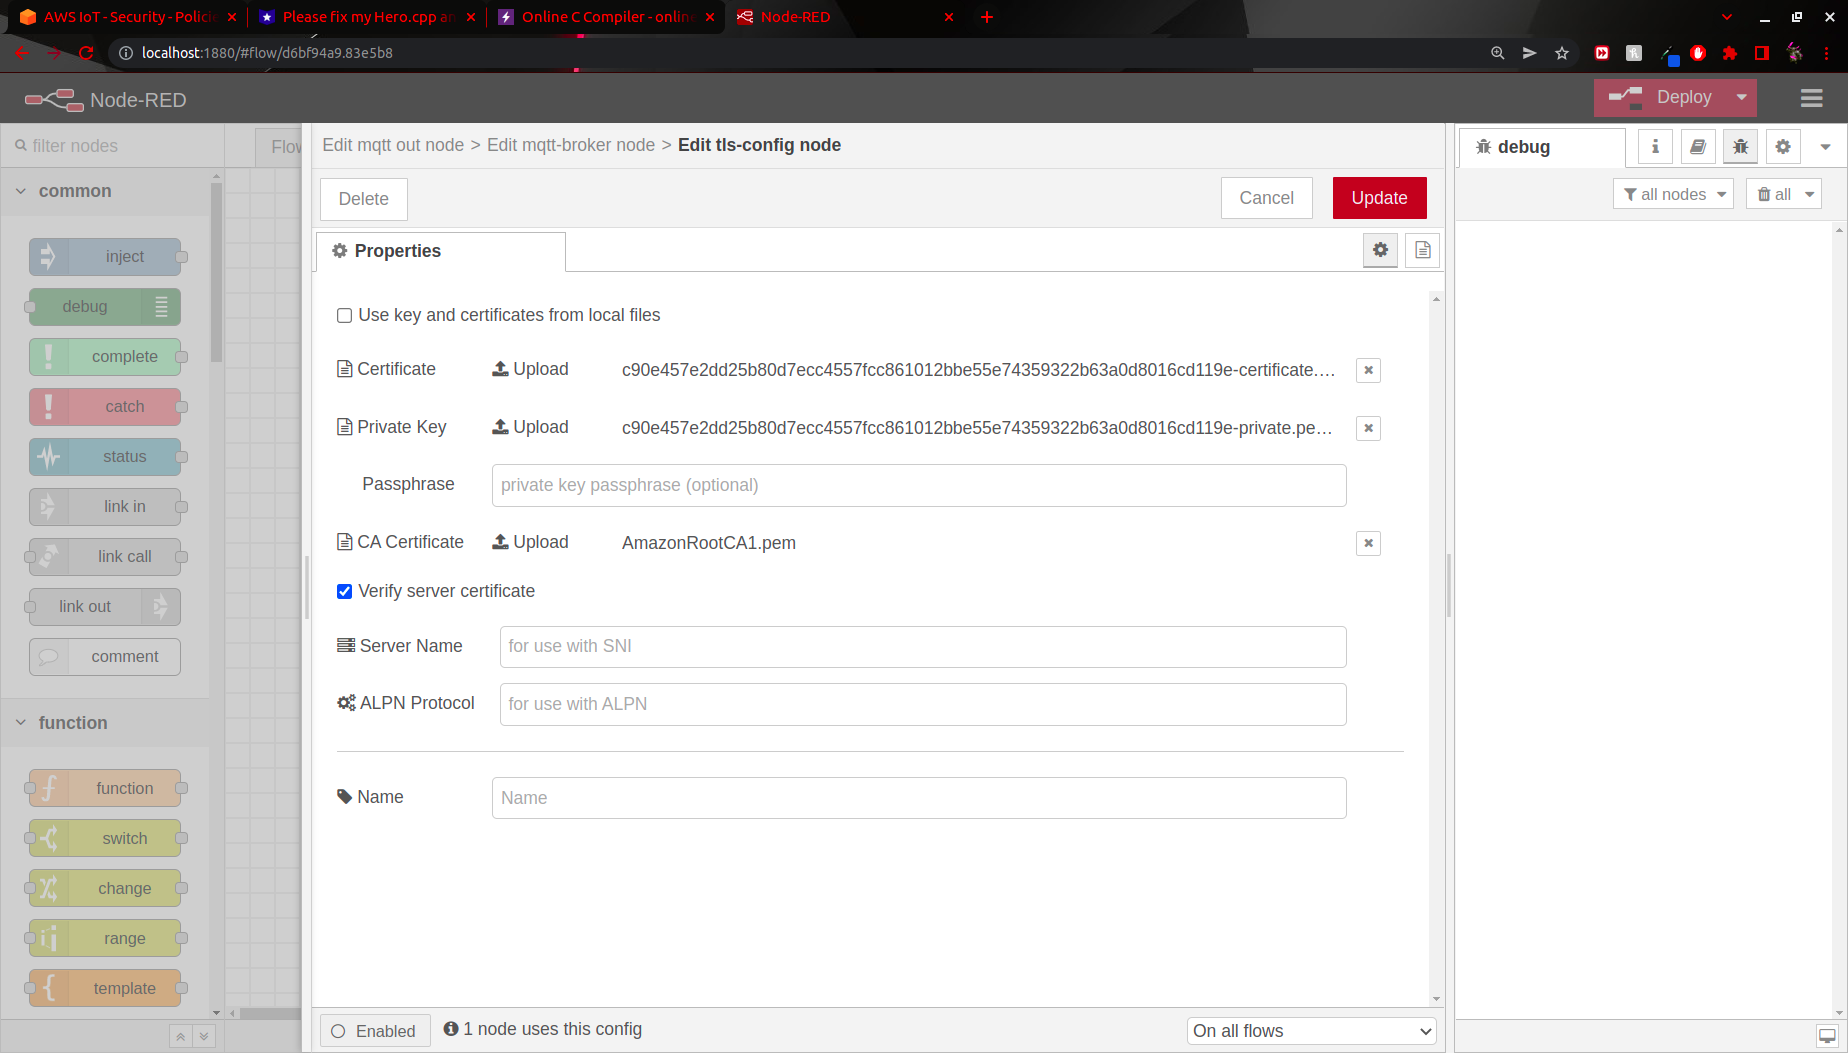 AWS IoT - Security - Policie
Please fix my Hero.cpp an
Online C Compiler - online
Node-RED
localhost:1880/#flow/d6bf94a9.83e5b8
Node-RED
Deploy
filter nodes
Flow
Edit mqtt out node > Edit mqtt-broker node > Edit tls-config node
debug
common
Delete
Cancel
Update
all nodes
all
Properties
inject
debug
complete
catch
status
link in
link call
link out
comment
function
function
switch
change
range
template
Use key and certificates from local files
Certificate
Upload
c90e457e2dd25b80d7ecc4557fcc861012bbe55e74359322b63a0d8016cd119e-certificate....
Private Key
Upload
c90e457e2dd25b80d7ecc4557fcc861012bbe55e74359322b63a0d8016cd119e-private.pe...
Passphrase
private key passphrase (optional)
CA Certificate
Upload
AmazonRootCA1.pem
Verify server certificate
Server Name
for use with SNI
ALPN Protocol
for use with ALPN
Name
Name
Enabled
1 node uses this config
On all flows